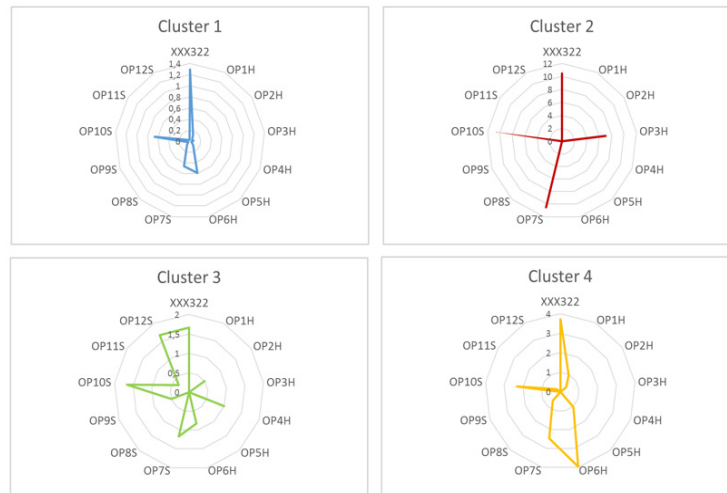 Cluster 1
XXX322
OP1H
OP2H
OP3H
OP4H
OP5H
OP6H
OP7S
OP8S
OP9S
OP10S
OP11S
OP12S
1,4
1,2
1
0,8
0,6
0,4
0,2
0
Cluster 2
XXX322
OP1H
OP2H
OP3H
OP4H
OP5H
OP6H
OP7S
OP8S
OP9S
OP10S
OP11S
OP12S
12
10
8
6
4
2
0
Cluster 3
XXX322
OP1H
OP2H
OP3H
OP4H
OP5H
OP6H
OP7S
OP8S
OP9S
OP10S
OP11S
OP12S
2
1,5
1
0,5
0
Cluster 4
XXX322
OP1H
OP2H
OP3H
OP4H
OP5H
OP6H
OP7S
OP8S
OP9S
OP10S
OP11S
OP12S
4
3
2
1
0